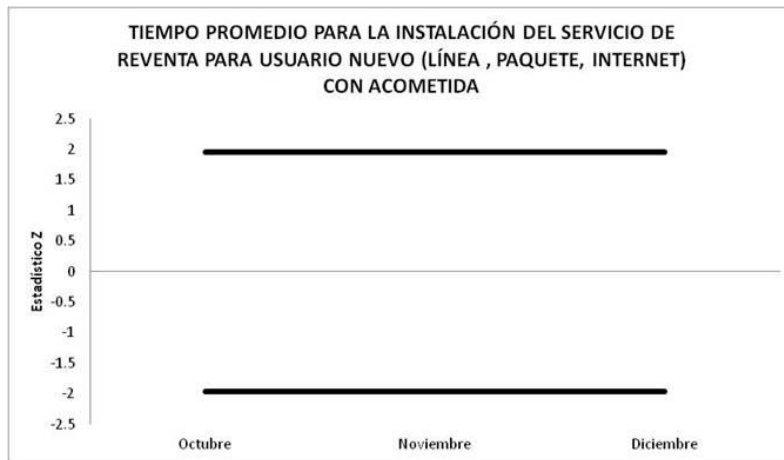 TIEMPO PROMEDIO PARA LA INSTALACIÓN DEL SERVICIO DE
REVENTA PARA USUARIO NUEVO (LÍNEA , PAQUETE, INTERNET)
CON ACOMETIDA
Estadístico Z
2.5
2
1.5
1
0.5
0
-0.5
-1
-1.5
-2
-2.5
Octubre Noviembre Diciembre